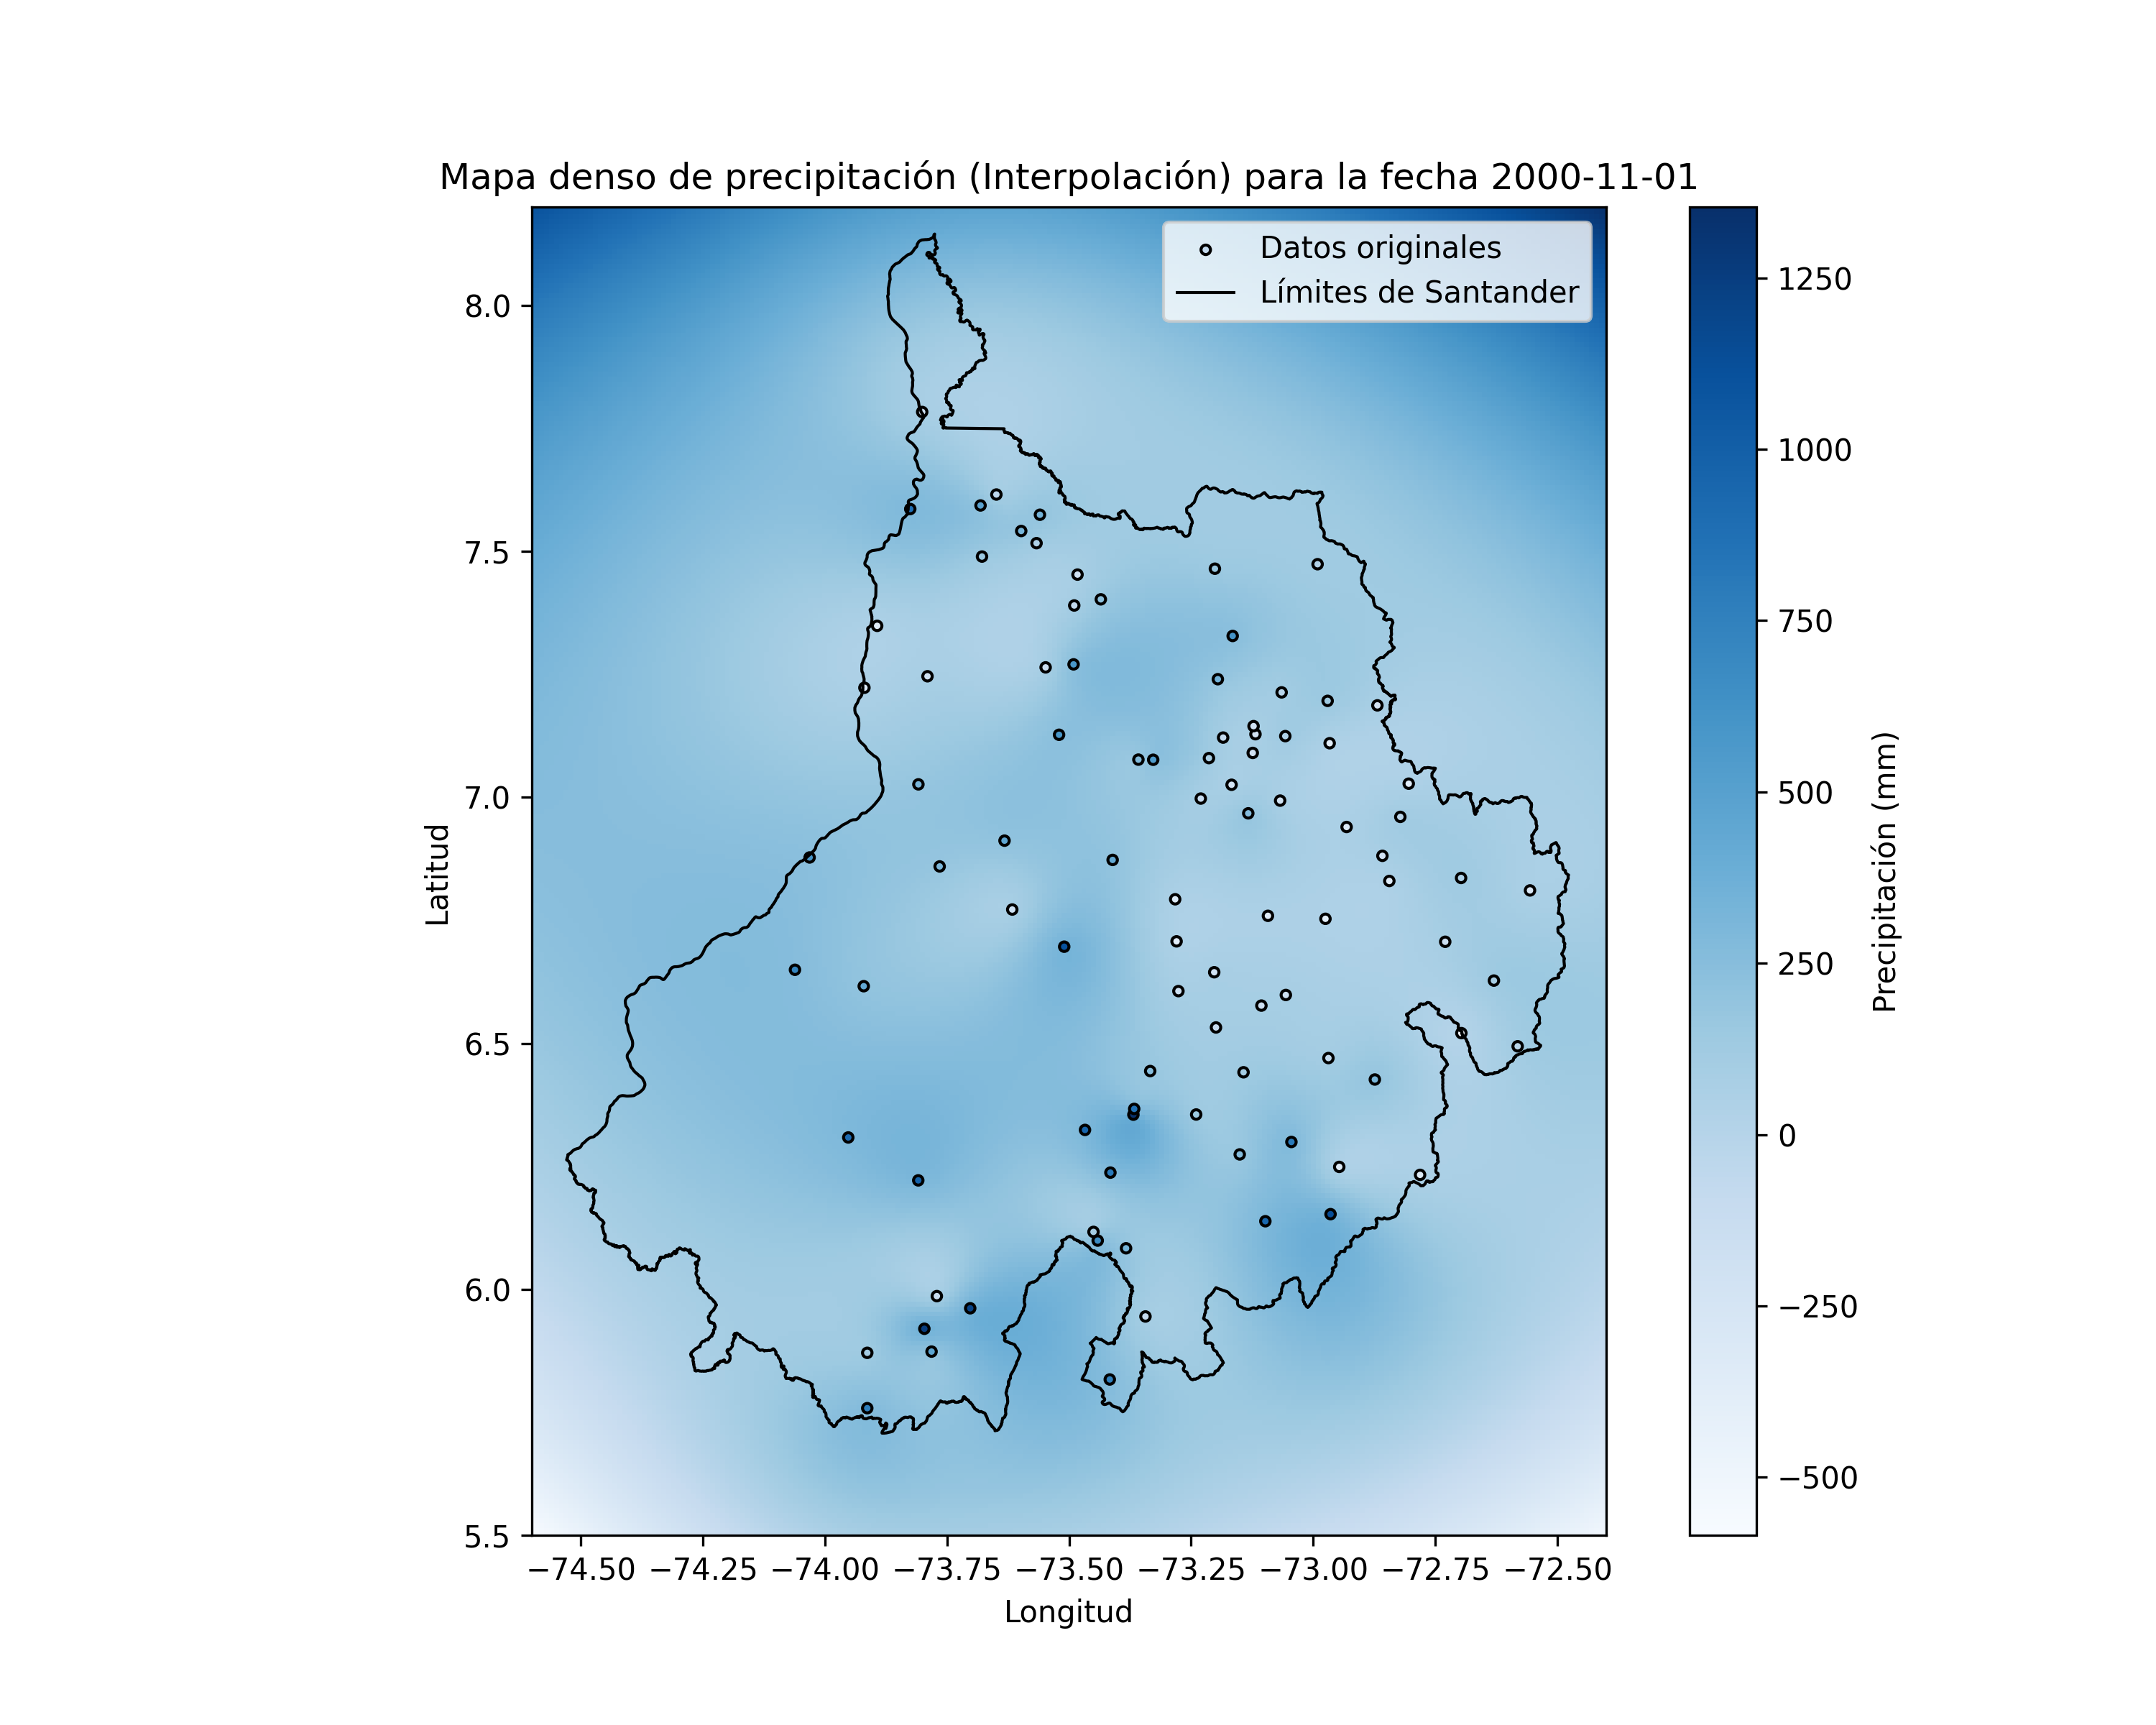 Mapa denso de precipitación (Interpolación) para la fecha 2000-11-01
Datos originales
Límites de Santander
8.0
7.5
7.0
6.5
6.0
5.5
Latitud
−74.50 −74.25 −74.00 −73.75 −73.50 −73.25 −73.00 −72.75 −72.50
Longitud
1250
1000
750
500
250
0
−250
−500
Precipitación (mm)